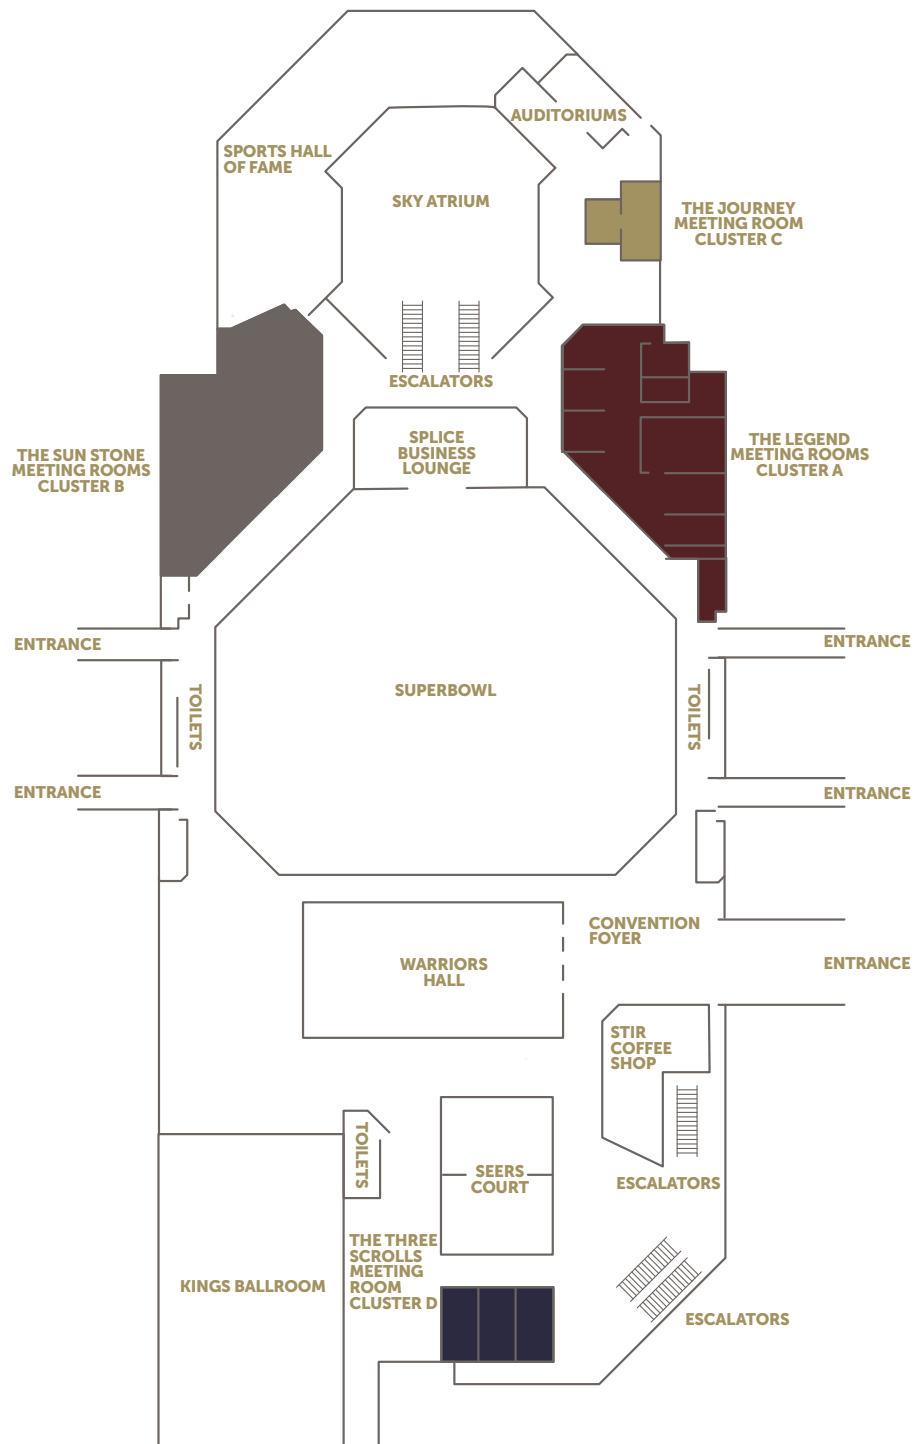 AUDITORIUMS
SPORTS HALL
OF FAME
SKY ATRIUM
THE JOURNEY
MEETING ROOM
CLUSTER C
ESCALATORS
SPLICE
BUSINESS
LOUNGE
THE SUN STONE
MEETING ROOMS
CLUSTER B
THE LEGEND
MEETING ROOMS
CLUSTER A
ENTRANCE
ENTRANCE
SUPERBOWL
TOILETS
TOILETS
ENTRANCE
ENTRANCE
CONVENTION
FOYER
WARRIORS
HALL
ENTRANCE
STIR
COFFEE
SHOP
TOILETS
SEERS
COURT
ESCALATORS
THE THREE
SCROLLS
MEETING
ROOM
CLUSTER D
KINGS BALLROOM
ESCALATORS